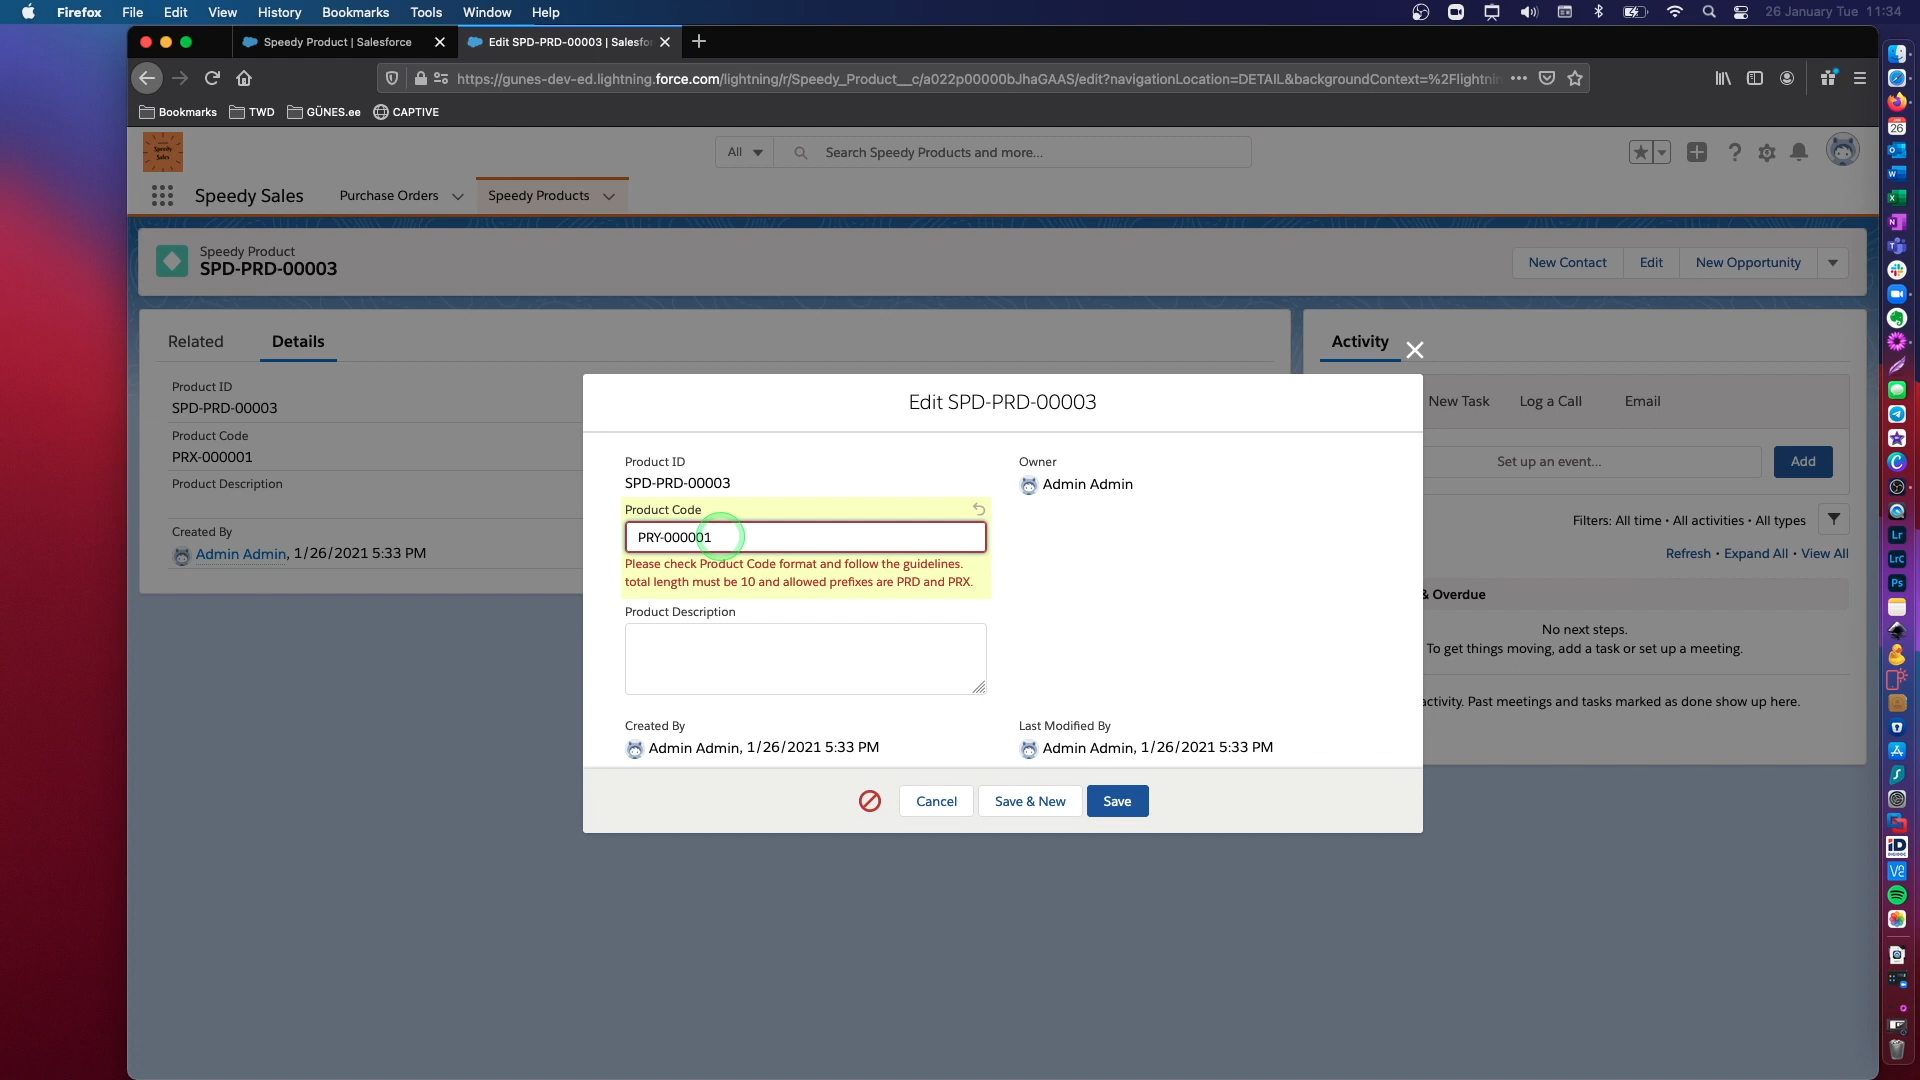 Firefox File Edit View History Bookmarks Tools Window Help 26 January Tue 11:34
Speedy Product | Salesforce Edit SPD-PRD-00003 | Salesfor
https://gunes-dev-ed.lightning.force.com/lightning/r/Speedy_Product__c/a022p00000bJhaGAAS/edit?navigationLocation=DETAIL&backgroundContext=%2Flightnin
Bookmarks TWD GÜNES.ee CAPTIVE
Speedy
Sales
All Search Speedy Products and more...
Speedy Sales Purchase Orders Speedy Products
Speedy Product
SPD-PRD-00003
New Contact Edit New Opportunity
Related Details
Product ID
SPD-PRD-00003
Product Code
PRX-000001
Product Description
Created By
Admin Admin, 1/26/2021 5:33 PM
Activity
New Task Log a Call Email
Set up an event... Add
Filters: All time • All activities • All types
Refresh • Expand All • View All
& Overdue
No next steps.
To get things moving, add a task or set up a meeting.
activity. Past meetings and tasks marked as done show up here.
Edit SPD-PRD-00003
Product ID
SPD-PRD-00003
Owner
Admin Admin
Product Code
PRY-000001
Please check Product Code format and follow the guidelines.
total length must be 10 and allowed prefixes are PRD and PRX.
Product Description
Created By
Admin Admin, 1/26/2021 5:33 PM
Last Modified By
Admin Admin, 1/26/2021 5:33 PM
Cancel Save & New Save
26
Lr
LrC
Ps
iD